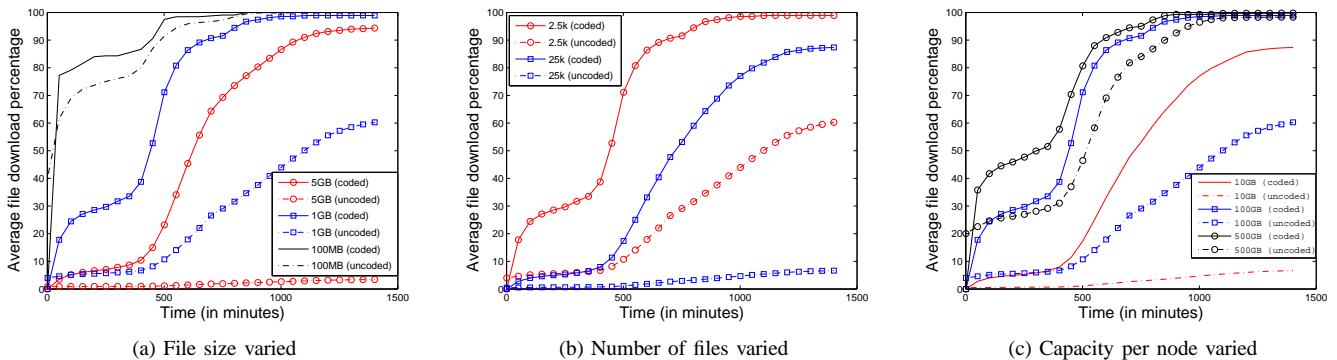 Average file download percentage
100
90
80
70
60
50
40
30
20
10
0
0
500
1000
1500
Time (in minutes)
5GB (coded)
5GB (uncoded)
1GB (coded)
1GB (uncoded)
100MB (coded)
100MB (uncoded)
(a) File size varied
Average file download percentage
100
90
80
70
60
50
40
30
20
10
0
0
500
1000
1500
Time (in minutes)
2.5k (coded)
2.5k (uncoded)
25k (coded)
25k (uncoded)
(b) Number of files varied
Average file download percentage
100
90
80
70
60
50
40
30
20
10
0
0
500
1000
1500
Time (in minutes)
10GB (coded)
10GB (uncoded)
100GB (coded)
100GB (uncoded)
500GB (coded)
500GB (uncoded)
(c) Capacity per node varied